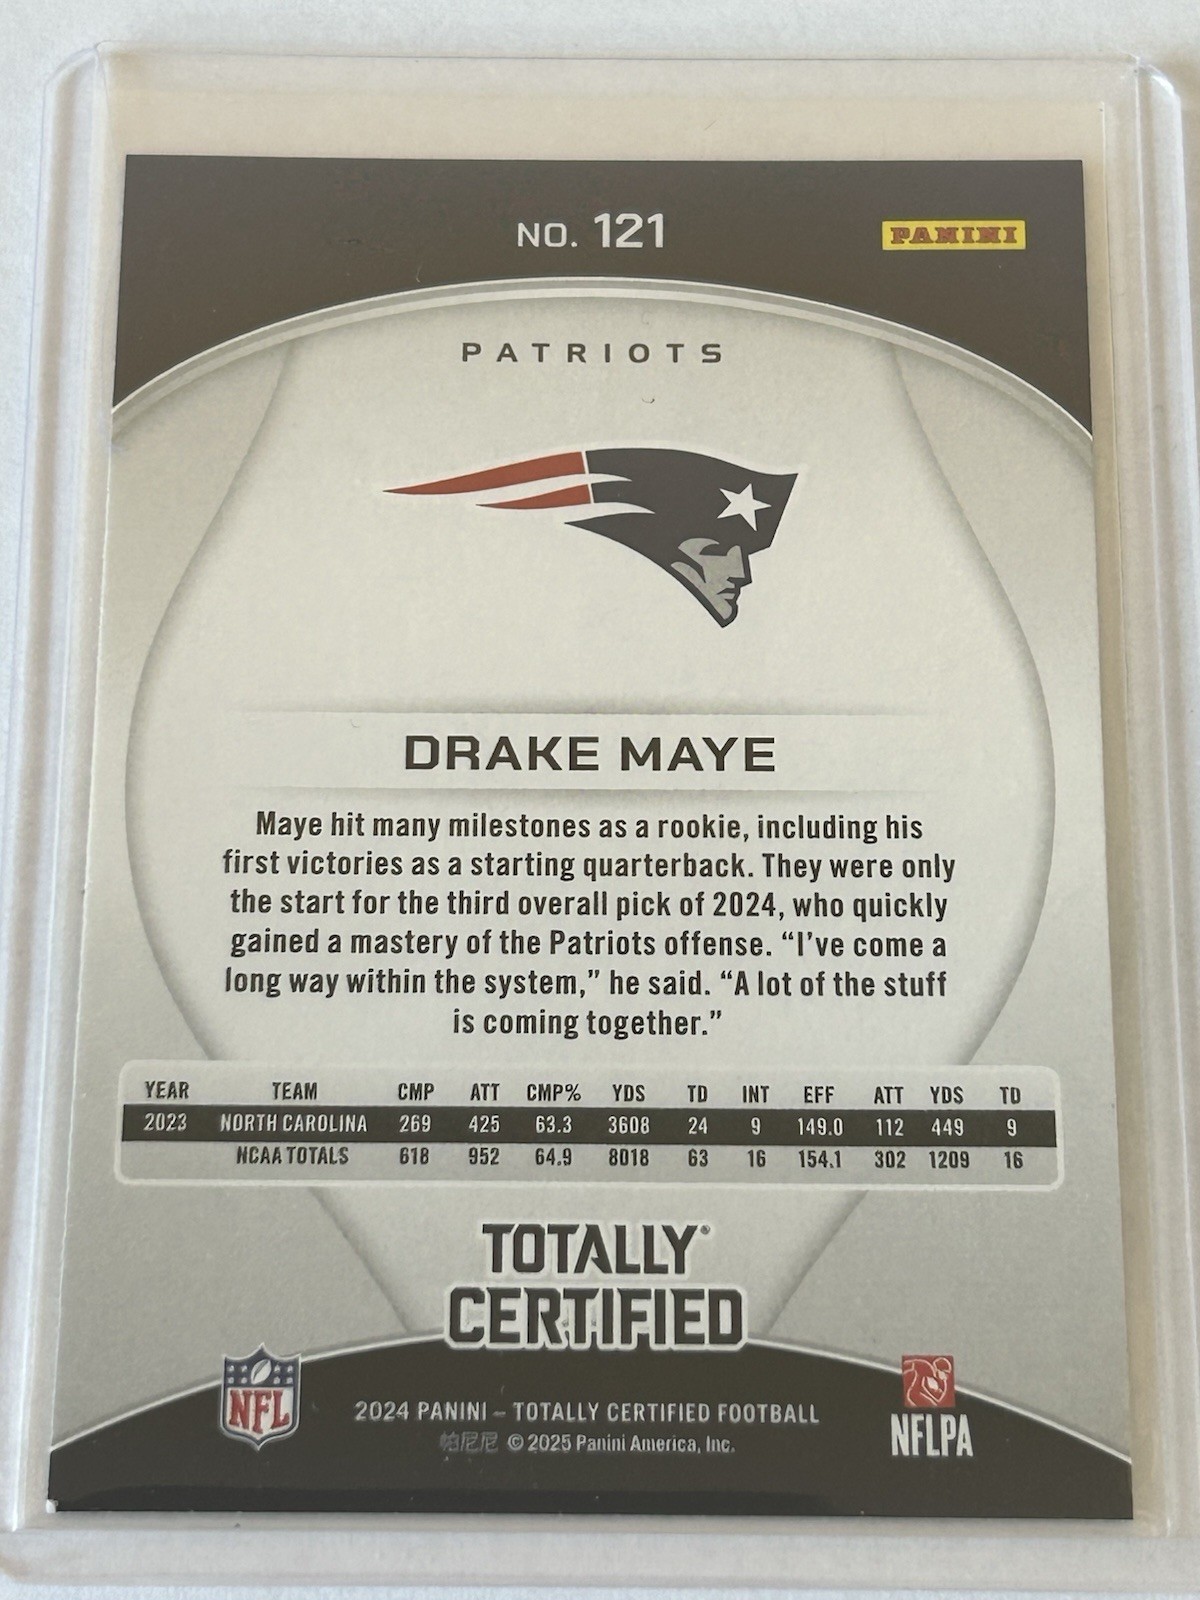 NO. 121
PANINI
PATRIOTS
DRAKE MAYE
Maye hit many milestones as a rookie, including his
first victories as a starting quarterback. They were only
the start for the third overall pick of 2024, who quickly
gained a mastery of the Patriots offense. “I’ve come a
long way within the system,” he said. “A lot of the stuff
is coming together.”
YEAR TEAM CMP ATT CMP% YDS TD INT EFF ATT YDS TD
2023 NORTH CAROLINA 269 425 63.3 3608 24 9 149.0 112 449 9
NCAA TOTALS 618 952 64.9 8018 63 16 154.1 302 1209 16
TOTALLY®
CERTIFIED
NFL
2024 PANINI – TOTALLY CERTIFIED FOOTBALL
帕尼尼 © 2025 Panini America, Inc.
NFLPA